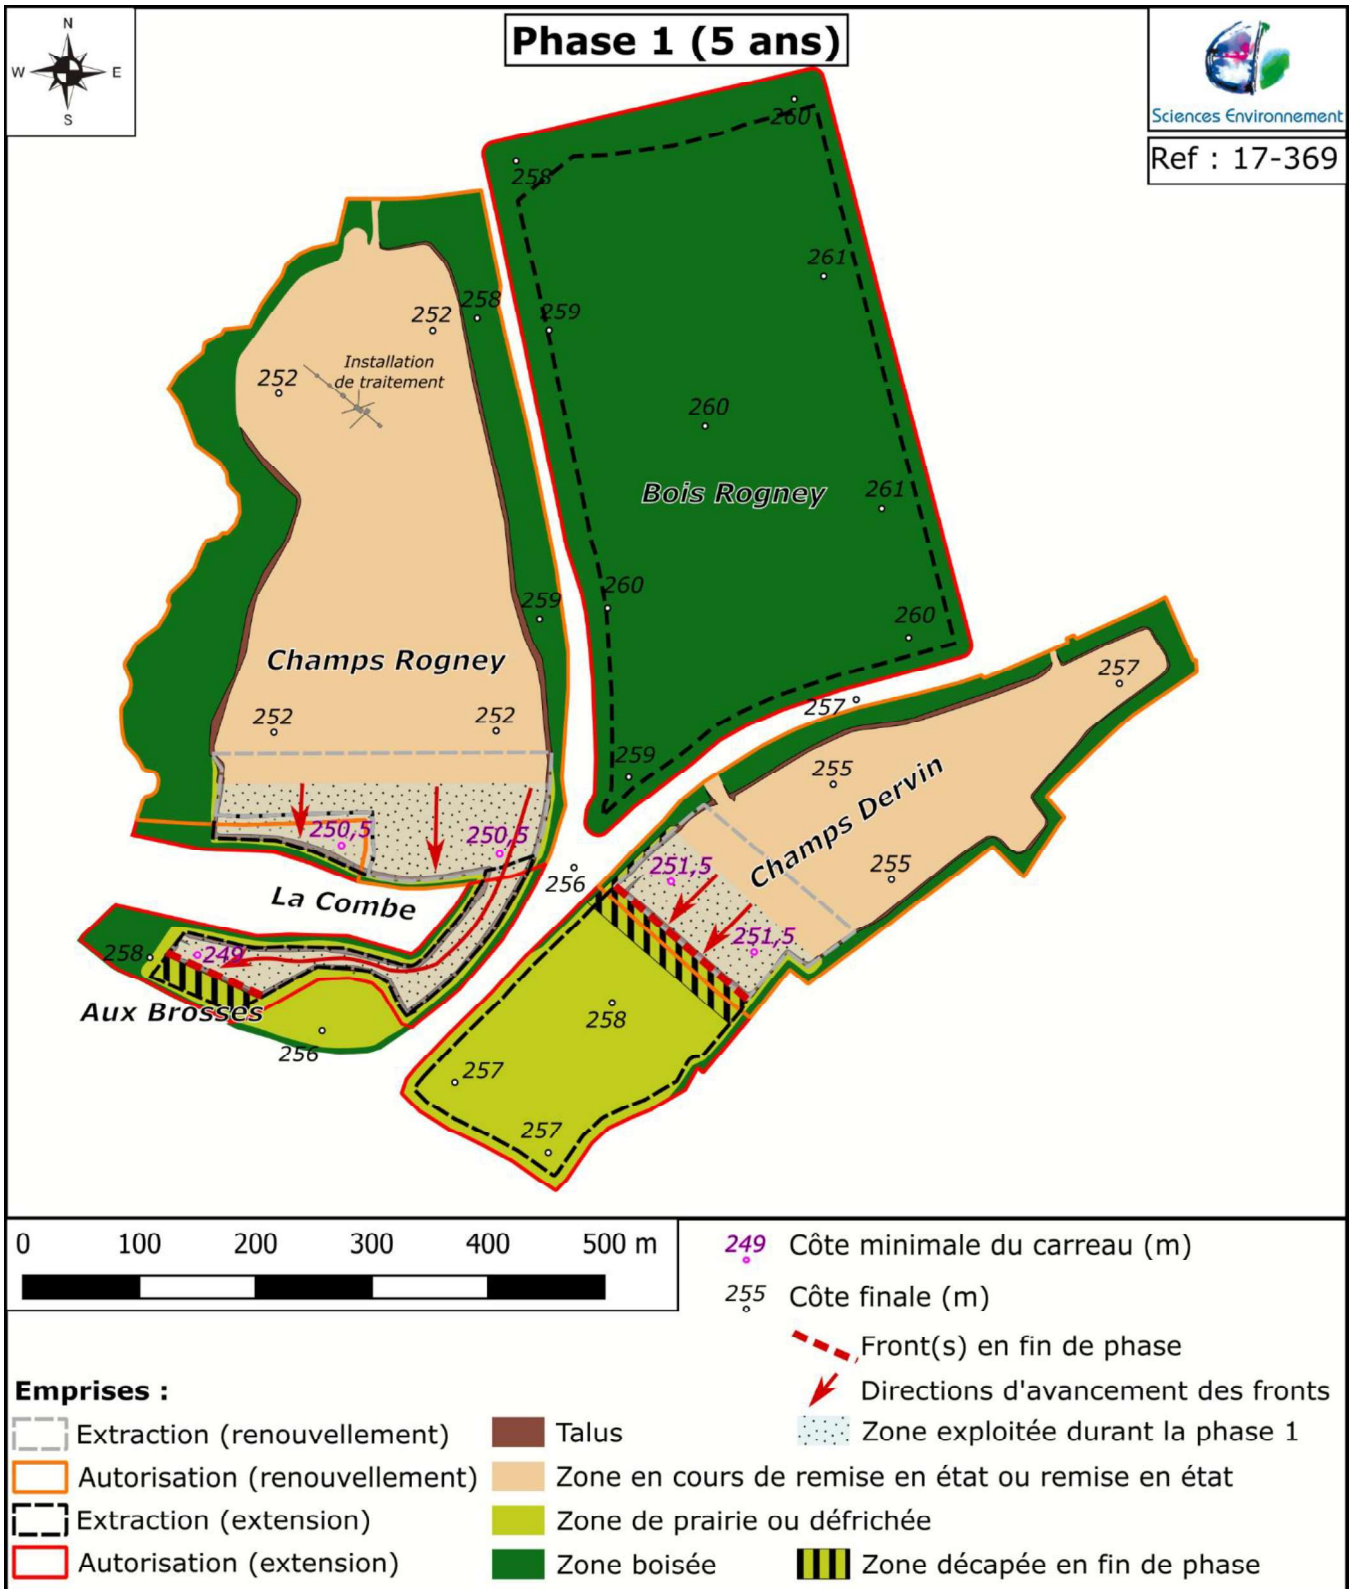 N
W
E
S
Phase 1 (5 ans)
Sciences Environnement
Ref : 17-369
260
258
261
258
252
259
Installation
de traitement
252
260
Bois Rogney
261
260
259
260
Champs Rogney
257
252
252
257
259
255
Champs Dervin
250,5
250,5
251,5
255
256
La Combe
251,5
258
249
Aux Brosses
258
256
257
257
0 100 200 300 400 500 m
249 Côte minimale du carreau (m)
255 Côte finale (m)
Front(s) en fin de phase
Directions d'avancement des fronts
Zone exploitée durant la phase 1
Emprises :
Extraction (renouvellement)
Autorisation (renouvellement)
Extraction (extension)
Autorisation (extension)
Talus
Zone en cours de remise en état ou remise en état
Zone de prairie ou défrichée
Zone boisée
Zone décapée en fin de phase